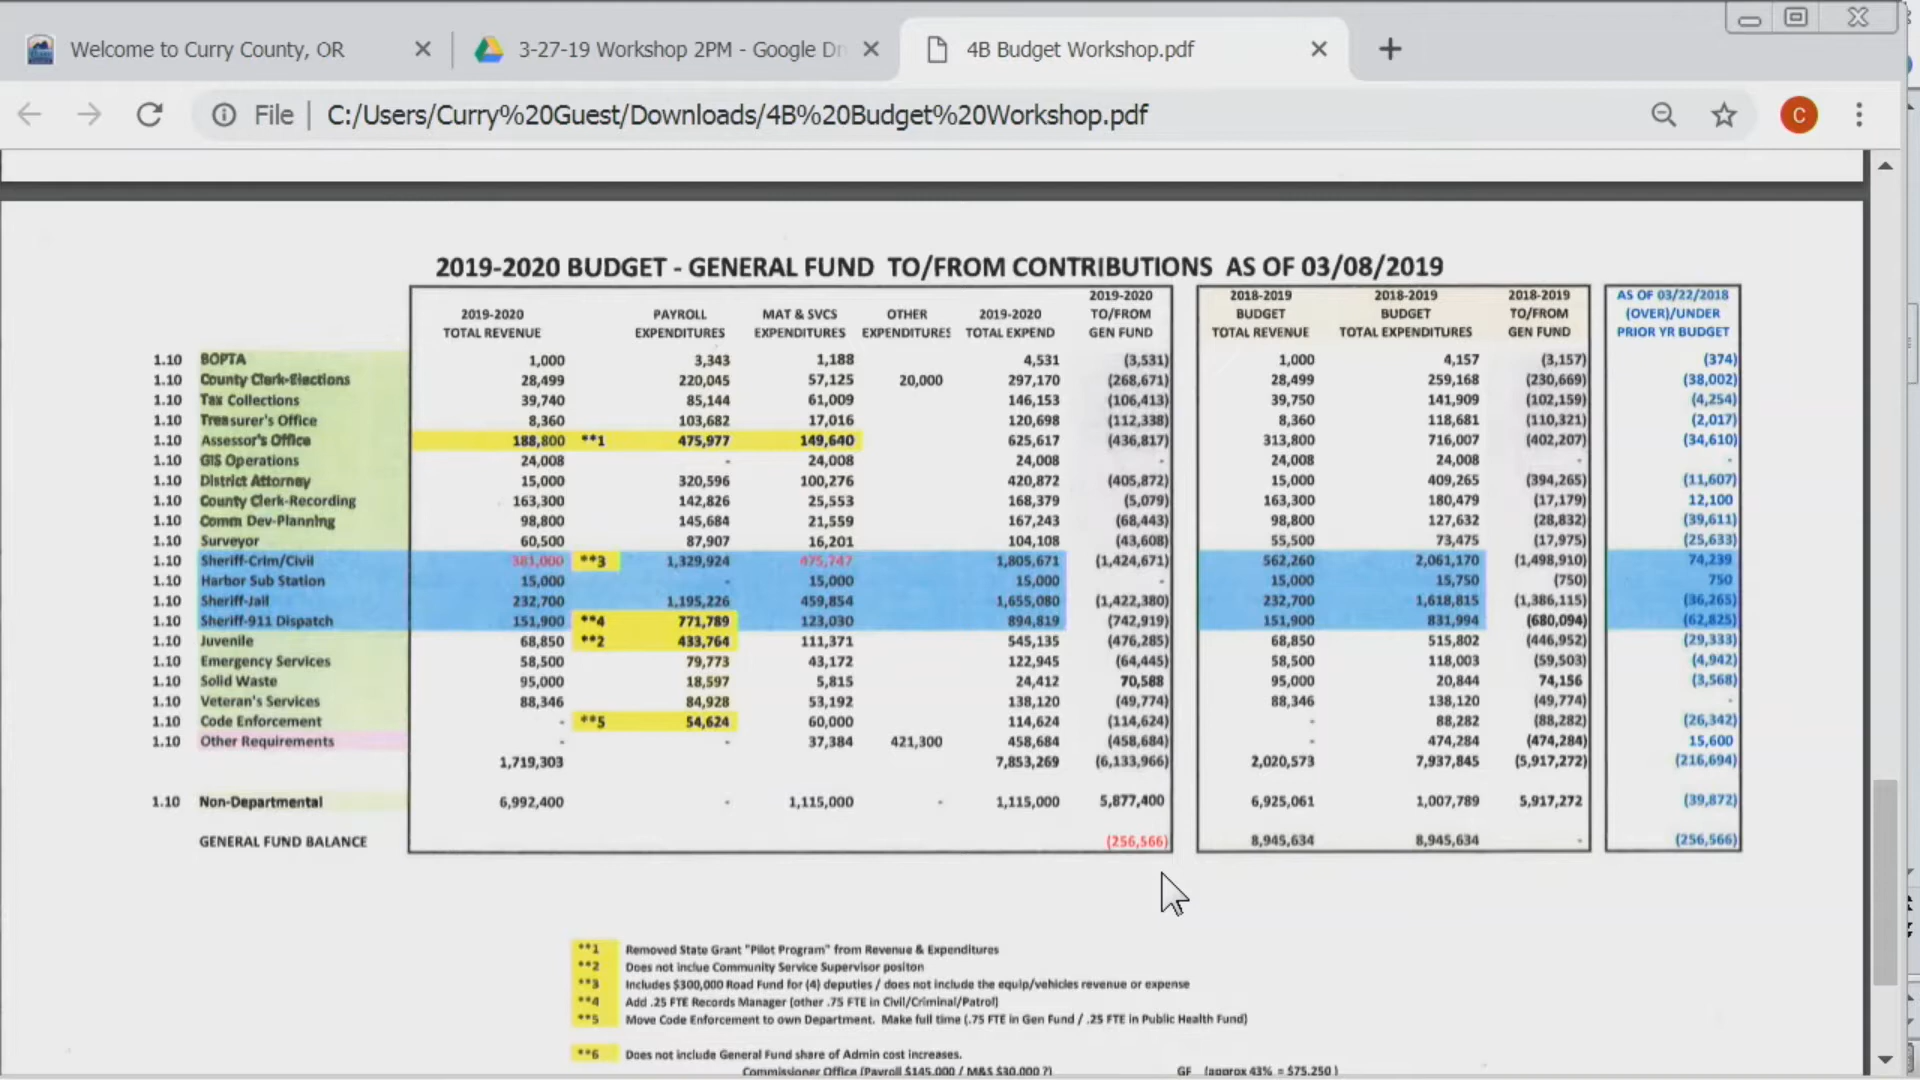 Welcome to Curry County, OR
3-27-19 Workshop 2PM - Google Dr
4B Budget Workshop.pdf
File | C:/Users/Curry%20Guest/Downloads/4B%20Budget%20Workshop.pdf
C
2019-2020 BUDGET - GENERAL FUND TO/FROM CONTRIBUTIONS AS OF 03/08/2019
2019-2020 TOTAL REVENUE PAYROLL EXPENDITURES MAT & SVCS EXPENDITURES OTHER EXPENDITURES 2019-2020 TOTAL EXPEND 2019-2020 TO/FROM GEN FUND 2018-2019 BUDGET TOTAL REVENUE 2018-2019 BUDGET TOTAL EXPENDITURES 2018-2019 TO/FROM GEN FUND AS OF 03/22/2018 (OVER)/UNDER PRIOR YR BUDGET
1.10 BOPTA 1,000 3,343 1,188 4,531 (3,531) 1,000 4,157 (3,157) (374)
1.10 County Clerk-Elections 28,499 220,045 57,125 20,000 297,170 (268,671) 28,499 259,168 (230,669) (38,002)
1.10 Tax Collections 39,740 85,144 61,009 146,153 (106,413) 39,750 141,909 (102,159) (4,254)
1.10 Treasurer's Office 8,360 103,682 17,016 120,698 (112,338) 8,360 118,681 (110,321) (2,017)
1.10 Assessor's Office 188,800 **1 475,977 149,640 625,617 (436,817) 313,800 716,007 (402,207) (34,610)
1.10 GIS Operations 24,008 - 24,008 24,008 - 24,008 24,008 - -
1.10 District Attorney 15,000 320,596 100,276 420,872 (405,872) 15,000 409,265 (394,265) (11,607)
1.10 County Clerk-Recording 163,300 142,826 25,553 168,379 (5,079) 163,300 180,479 (17,179) 12,100
1.10 Comm Dev-Planning 98,800 145,684 21,559 167,243 (68,443) 98,800 127,632 (28,832) (39,611)
1.10 Surveyor 60,500 87,907 16,201 104,108 (43,608) 55,500 73,475 (17,975) (25,633)
1.10 Sheriff-Crim/Civil 381,000 **3 1,329,924 475,747 1,805,671 (1,424,671) 562,260 2,061,170 (1,498,910) 74,239
1.10 Harbor Sub Station 15,000 - 15,000 15,000 - 15,000 15,750 (750) 750
1.10 Sheriff-Jail 232,700 1,195,226 459,854 1,655,080 (1,422,380) 232,700 1,618,815 (1,386,115) (36,265)
1.10 Sheriff-911 Dispatch 151,900 **4 771,789 123,030 894,819 (742,919) 151,900 831,994 (680,094) (62,825)
1.10 Juvenile 68,850 **2 433,764 111,371 545,135 (476,285) 68,850 515,802 (446,952) (29,333)
1.10 Emergency Services 58,500 79,773 43,172 122,945 (64,445) 58,500 118,003 (59,503) (4,942)
1.10 Solid Waste 95,000 18,597 5,815 24,412 70,588 95,000 20,844 74,156 (3,568)
1.10 Veteran's Services 88,346 84,928 53,192 138,120 (49,774) 88,346 138,120 (49,774) -
1.10 Code Enforcement - **5 54,624 60,000 114,624 (114,624) - 88,282 (88,282) (26,342)
1.10 Other Requirements - - 37,384 421,300 458,684 (458,684) - 474,284 (474,284) 15,600
1,719,303 7,853,269 (6,133,966) 2,020,573 7,937,845 (5,917,272) (216,694)
1.10 Non-Departmental 6,992,400 - 1,115,000 - 1,115,000 5,877,400 6,925,061 1,007,789 5,917,272 (39,872)
GENERAL FUND BALANCE (256,566) 8,945,634 8,945,634 - (256,566)
**1 Removed State Grant "Pilot Program" from Revenue & Expenditures
**2 Does not inclue Community Service Supervisor positon
**3 Includes $300,000 Road Fund for (4) deputies / does not include the equip/vehicles revenue or expense
**4 Add .25 FTE Records Manager (other .75 FTE in Civil/Criminal/Patrol)
**5 Move Code Enforcement to own Department. Make full time (.75 FTE in Gen Fund / .25 FTE in Public Health Fund)
**6 Does not include General Fund share of Admin cost increases.
Commissioner Office (Payroll $145,000 / M&S $30,000 ?) GF (approx 43% = $75,250 )